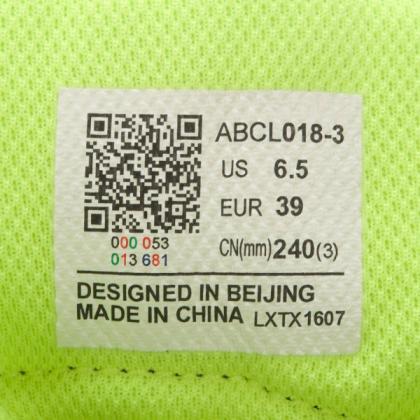 ABCL018-3
US 6.5
EUR 39
CN(mm)240(3)
000 053
013 681
DESIGNED IN BEIJING
MADE IN CHINA LXTX1607